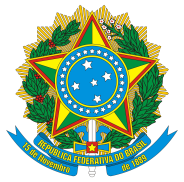 REPÚBLICA FEDERATIVA DO BRASIL
15 de Novembro
de 1889